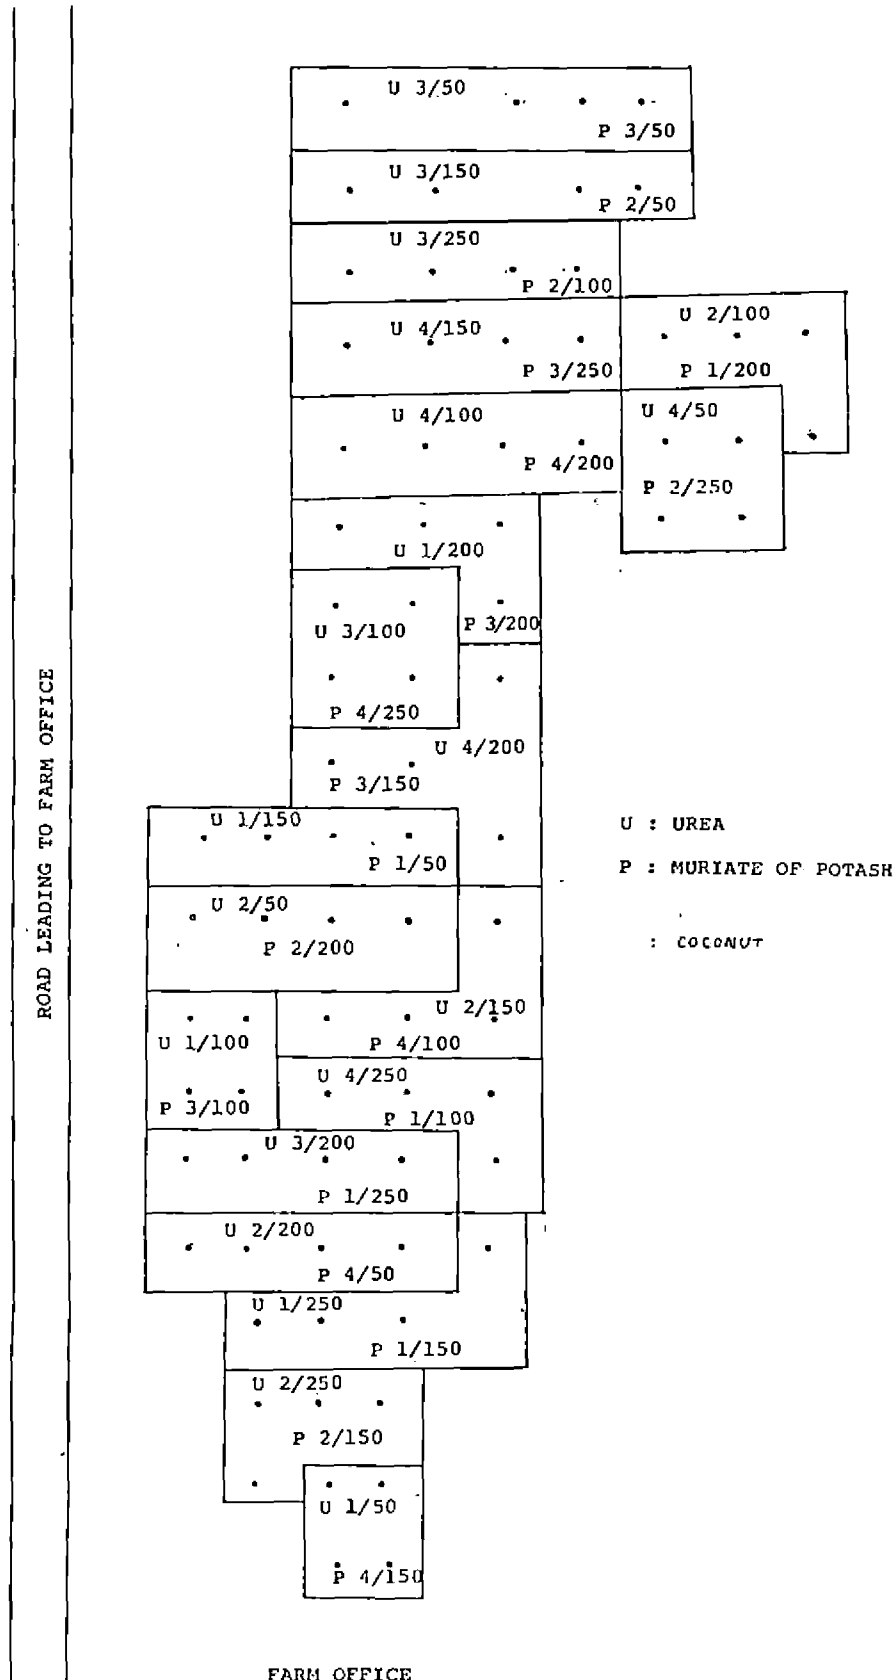 U 3/50
P 3/50
U 3/150
P 2/50
U 3/250
P 2/100
U 4/150
P 3/250
U 2/100
P 1/200
U 4/100
P 4/200
U 4/50
P 2/250
U 1/200
P 3/200
U 3/100
P 4/250
U 4/200
P 3/150
U 1/150
P 1/50
U 2/50
P 2/200
U 2/150
P 4/100
U 1/100
P 3/100
U 4/250
P 1/100
U 3/200
P 1/250
U 2/200
P 4/50
U 1/250
P 1/150
U 2/250
P 2/150
U 1/50
P 4/150
ROAD LEADING TO FARM OFFICE
U : UREA
P : MURIATE OF POTASH
: COCONUT
FARM OFFICE